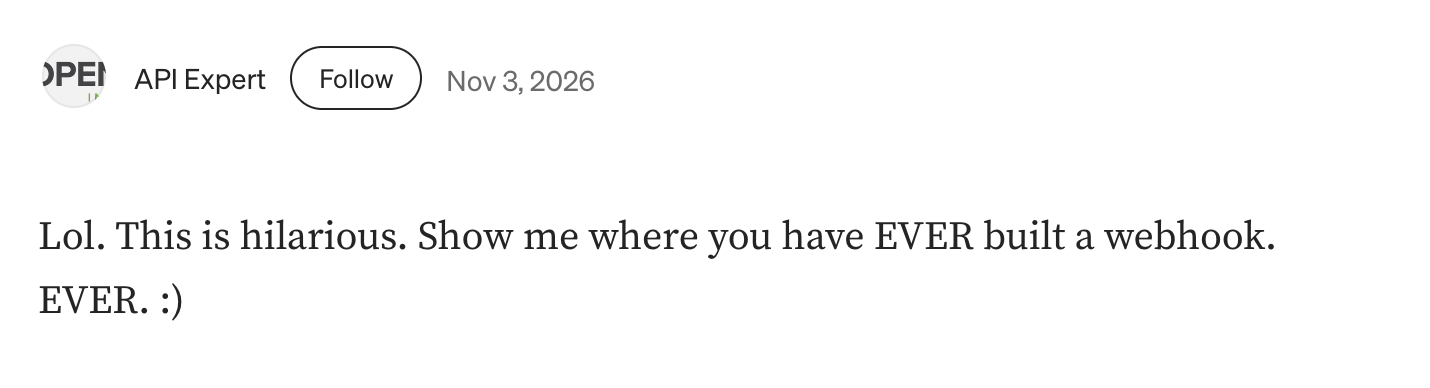 OPEN
API Expert Follow Nov 3, 2026
Lol. This is hilarious. Show me where you have EVER built a webhook.
EVER. :)